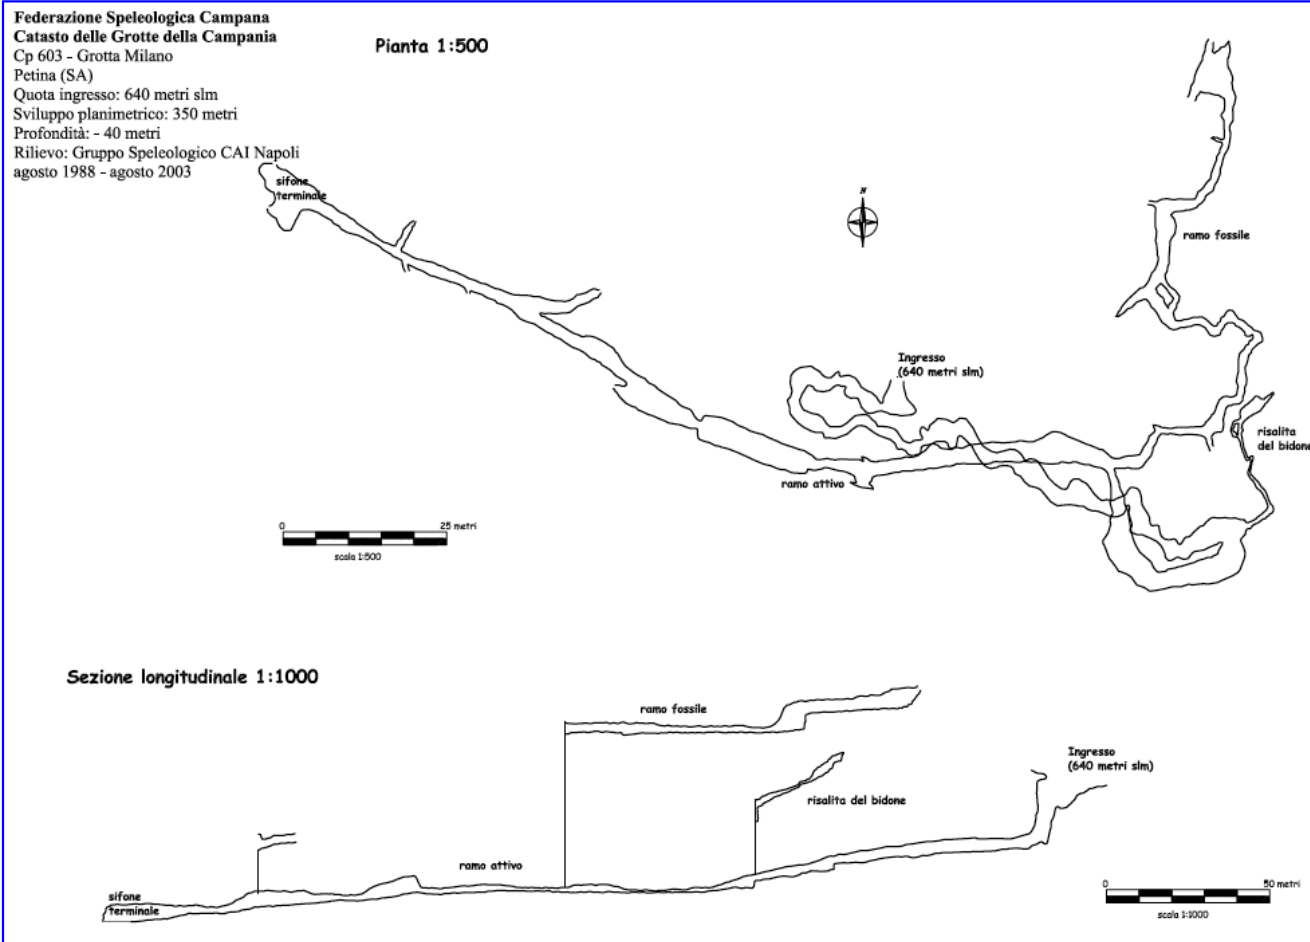 Federazione Speleologica Campana
Catasto delle Grotte della Campania
Cp 603 - Grotta Milano
Petina (SA)
Quota ingresso: 640 metri slm
Sviluppo planimetrico: 350 metri
Profondità: - 40 metri
Rilievo: Gruppo Speleologico CAI Napoli
agosto 1988 - agosto 2003
Pianta 1:500
sifone
terminale
N
ramo fossile
Ingresso
(640 metri slm)
risalita
del bidone
ramo attivo
0 25 metri
scala 1:500
Sezione longitudinale 1:1000
ramo fossile
Ingresso
(640 metri slm)
risalita del bidone
ramo attivo
sifone
terminale
0 50 metri
scala 1:1000